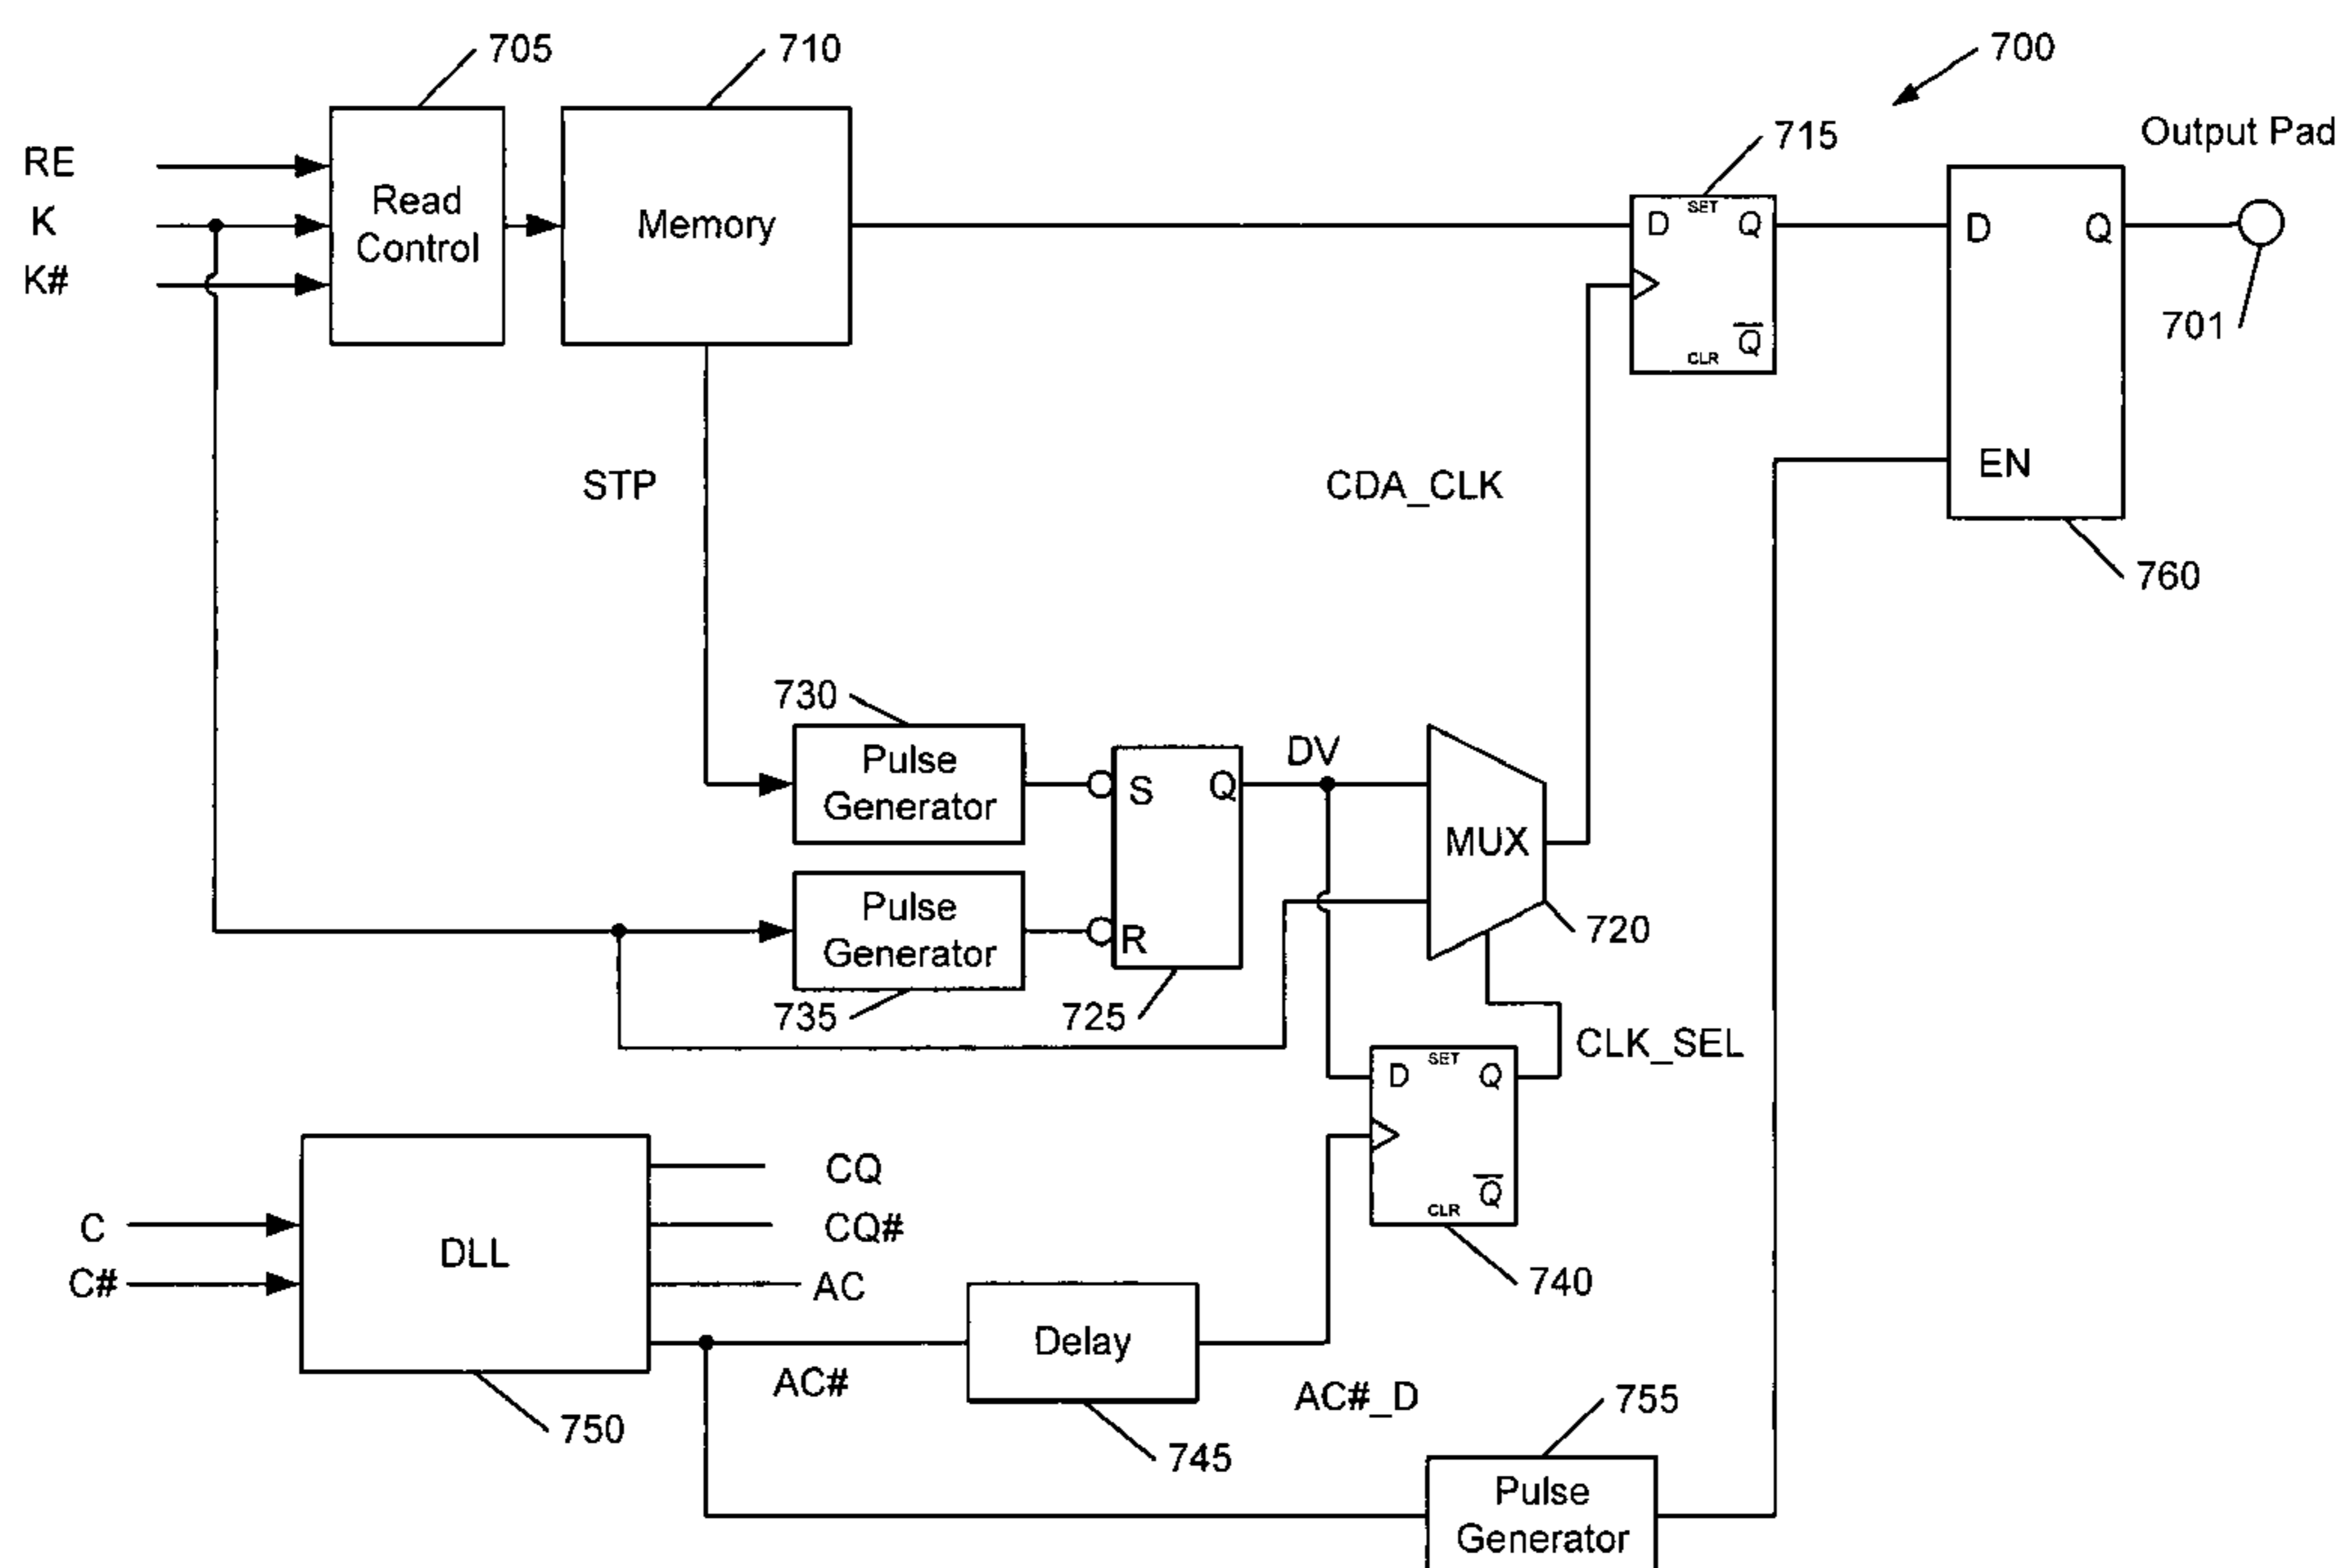 705
710
700
Output Pad
715
RE
K
K#
Read
Control
Memory
D
SET
Q
Q
CLR
D
Q
EN
701
760
STP
CDA_CLK
730
Pulse
Generator
S
Q
DV
MUX
Pulse
Generator
R
735
725
720
CLK_SEL
D
SET
Q
Q
CLR
740
C
C#
DLL
CQ
CQ#
AC
AC#
750
Delay
745
AC#_D
755
Pulse
Generator